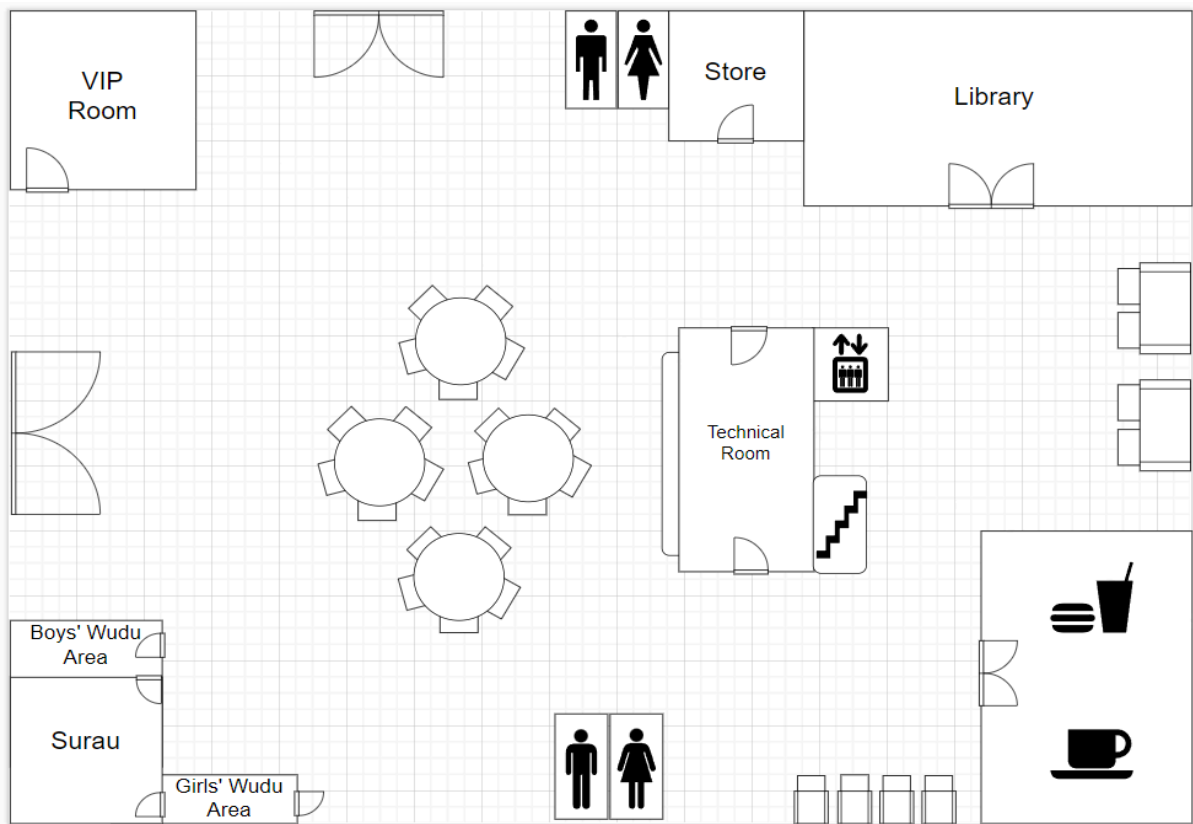 VIP
Room
Store
Library
Technical
Room
Boys' Wudu
Area
Surau
Girls' Wudu
Area